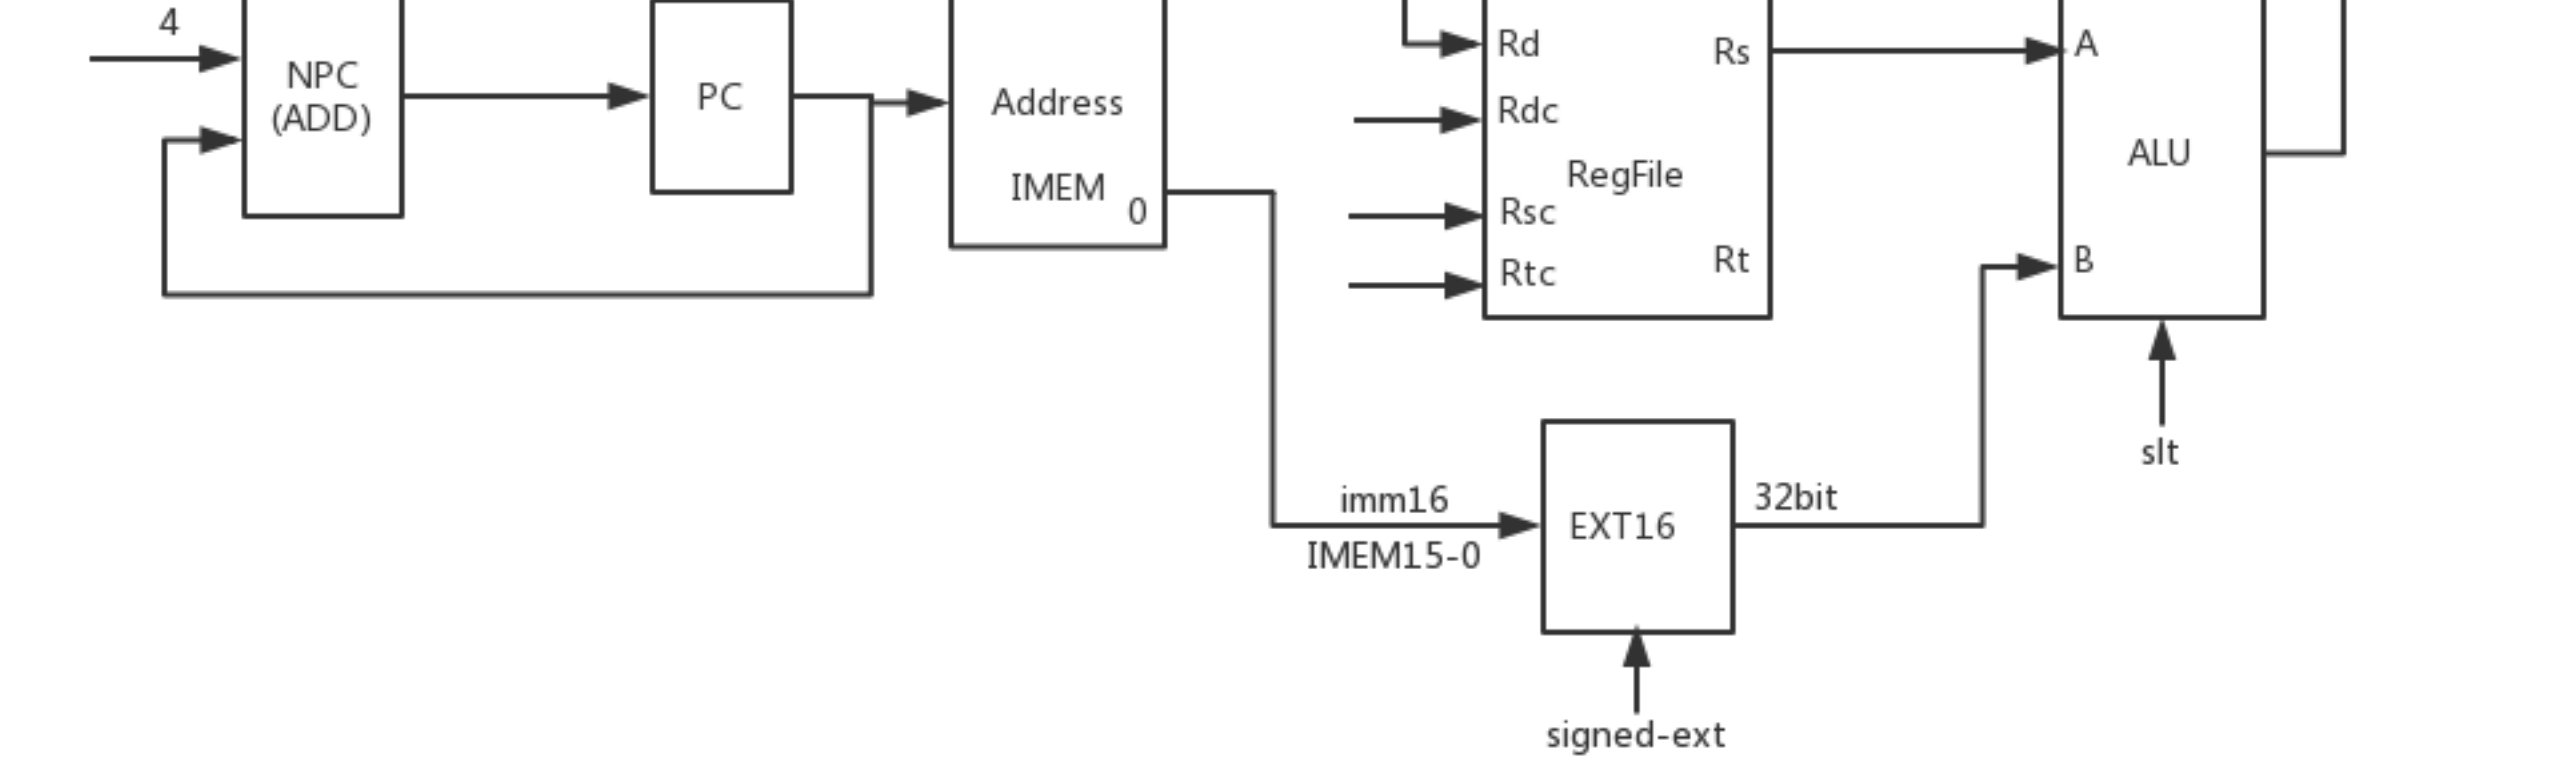 4
NPC
(ADD)
PC
Address
IMEM
0
Rd
Rs
Rdc
RegFile
Rsc
Rtc
Rt
A
ALU
B
slt
imm16
IMEM15-0
EXT16
32bit
signed-ext